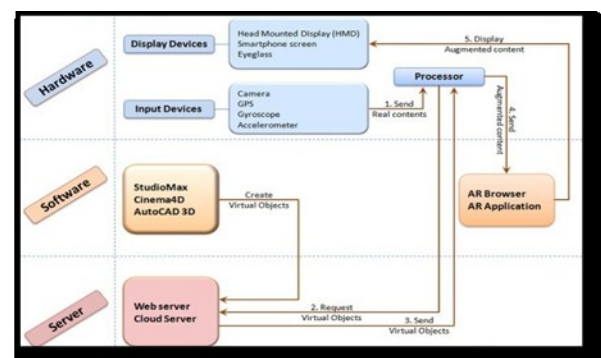 Hardware
Display Devices
Head Mounted Display (HMD)
Smartphone screen
Eyeglass
5. Display
Augmented content
Processor
Input Devices
Camera
GPS
Gyroscope
Accelerometer
1. Send
Real contents
4. Send
Augmented content
Software
StudioMax
Cinema4D
AutoCAD 3D
Create
Virtual Objects
AR Browser
AR Application
Server
Web server
Cloud Server
2. Request
Virtual Objects
3. Send
Virtual Objects